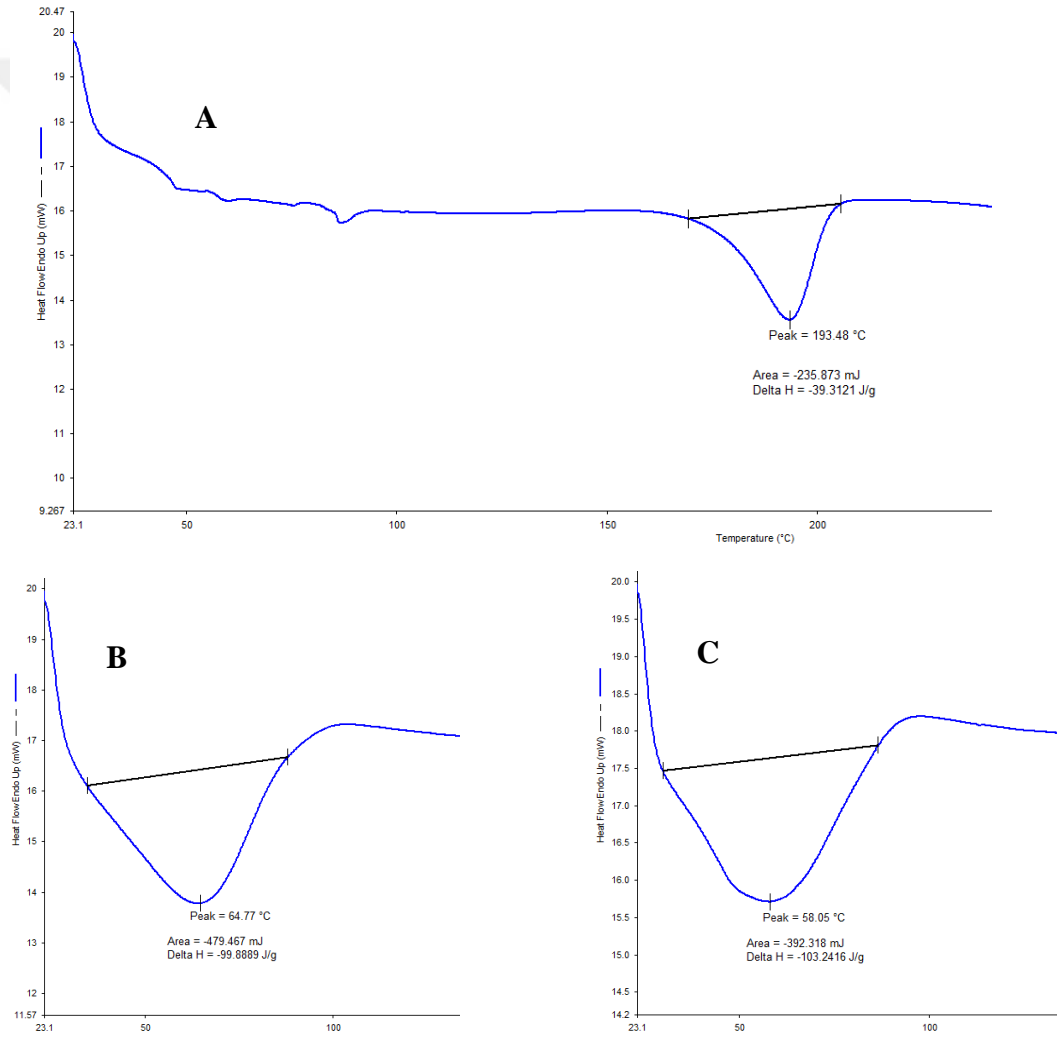 20.47
20
19
18
17
16
15
14
13
12
11
10
9.267
Heat Flow Endo Up (mW)
A
Peak = 193.48 °C
Area = -235.873 mJ
Delta H = -39.3121 J/g
23.1 50 100 150 200
Temperature (°C)
20
19
18
17
16
15
14
13
12
11.57
Heat Flow Endo Up (mW)
B
Peak = 64.77 °C
Area = -479.467 mJ
Delta H = -99.8889 J/g
23.1 50 100
20.0
19.5
19.0
18.5
18.0
17.5
17.0
16.5
16.0
15.5
15.0
14.5
14.2
Heat Flow Endo Up (mW)
C
Peak = 58.05 °C
Area = -392.318 mJ
Delta H = -103.2416 J/g
23.1 50 100